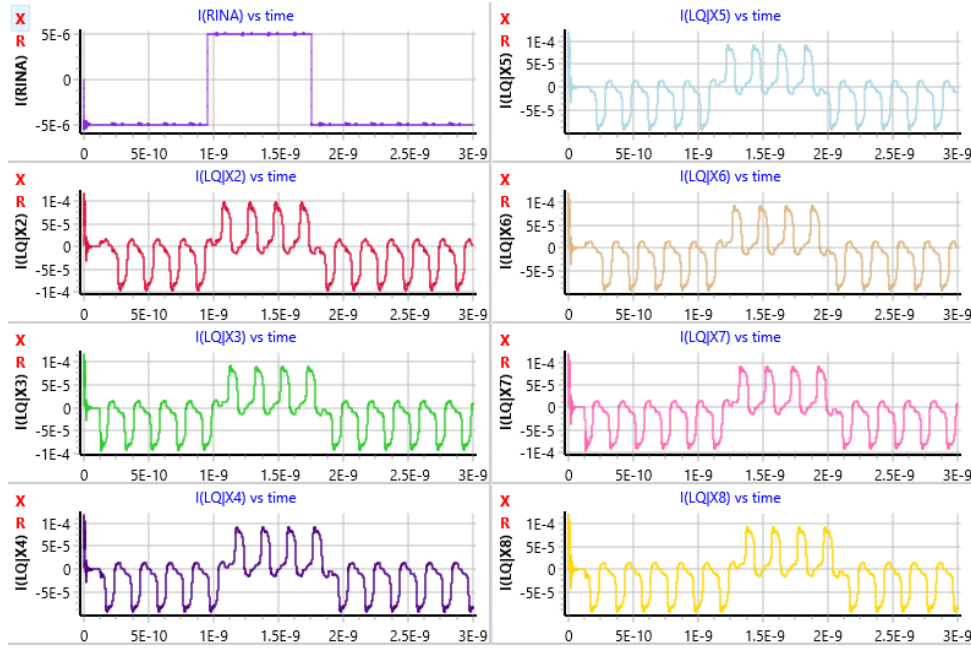 X
R
I(RINA) vs time
I(RINA)
5E-6
0
-5E-6
0 5E-10 1E-9 1.5E-9 2E-9 2.5E-9 3E-9
X
R
I(LQ|X2) vs time
I(LQ|X2)
1E-4
5E-5
0
-5E-5
-1E-4
0 5E-10 1E-9 1.5E-9 2E-9 2.5E-9 3E-9
X
R
I(LQ|X3) vs time
I(LQ|X3)
1E-4
5E-5
0
-5E-5
-1E-4
0 5E-10 1E-9 1.5E-9 2E-9 2.5E-9 3E-9
X
R
I(LQ|X4) vs time
I(LQ|X4)
1E-4
5E-5
0
-5E-5
0 5E-10 1E-9 1.5E-9 2E-9 2.5E-9 3E-9
X
R
I(LQ|X5) vs time
I(LQ|X5)
1E-4
5E-5
0
-5E-5
0 5E-10 1E-9 1.5E-9 2E-9 2.5E-9 3E-9
X
R
I(LQ|X6) vs time
I(LQ|X6)
1E-4
5E-5
0
-5E-5
0 5E-10 1E-9 1.5E-9 2E-9 2.5E-9 3E-9
X
R
I(LQ|X7) vs time
I(LQ|X7)
1E-4
5E-5
0
-5E-5
-1E-4
0 5E-10 1E-9 1.5E-9 2E-9 2.5E-9 3E-9
X
R
I(LQ|X8) vs time
I(LQ|X8)
1E-4
5E-5
0
-5E-5
0 5E-10 1E-9 1.5E-9 2E-9 2.5E-9 3E-9